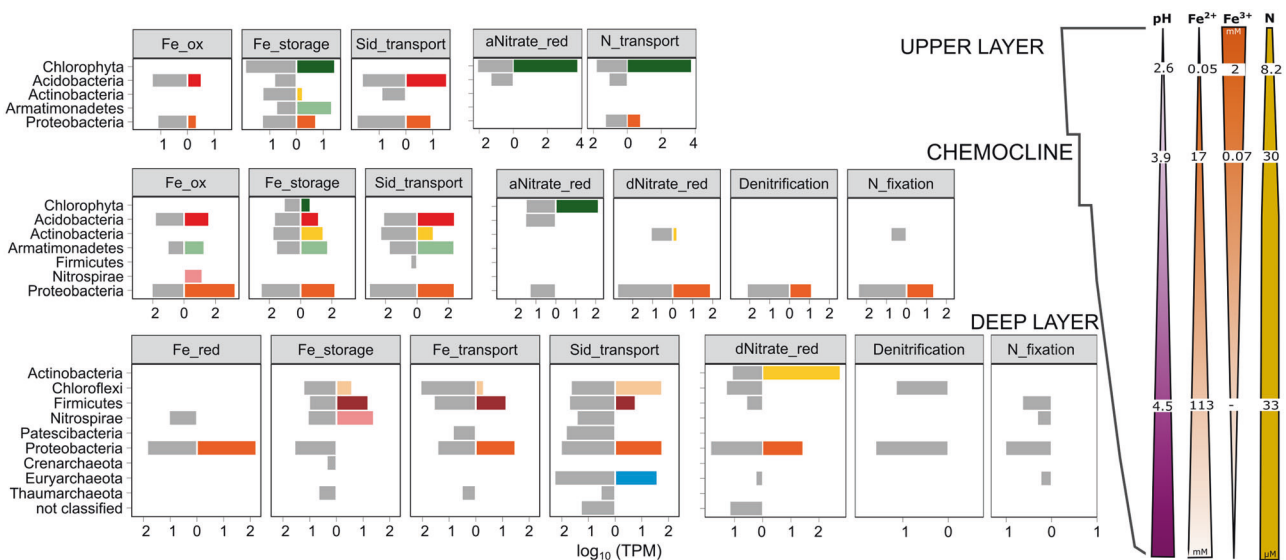 pH Fe2+ Fe3+ N
UPPER LAYER
mM
2.6 0.05 2 8.2
Fe_ox Fe_storage Sid_transport aNitrate_red N_transport
Chlorophyta
Acidobacteria
Actinobacteria
Armatimonadetes
Proteobacteria
1 0 1 1 0 1 1 0 1 2 0 2 4 2 0 2 4
CHEMOCLINE
3.9 17 0.07 30
Fe_ox Fe_storage Sid_transport aNitrate_red dNitrate_red Denitrification N_fixation
Chlorophyta
Acidobacteria
Actinobacteria
Armatimonadetes
Firmicutes
Nitrospirae
Proteobacteria
2 1 0 1 2 2 1 0 1 2 2 1 0 1 2 2 1 0 1 2 2 1 0 1 2 2 1 0 1 2 2 1 0 1 2
DEEP LAYER
Fe_red Fe_storage Fe_transport Sid_transport dNitrate_red Denitrification N_fixation
Actinobacteria
Chloroflexi
Firmicutes
Nitrospirae
Patescibacteria
Proteobacteria
Crenarchaeota
Euryarchaeota
Thaumarchaeota
not classified
4.5 113 - 33
2 1 0 1 2 2 1 0 1 2 2 1 0 1 2 2 1 0 1 2 1 0 1 2 1 0 1 0 1
mM µM
log10 (TPM)